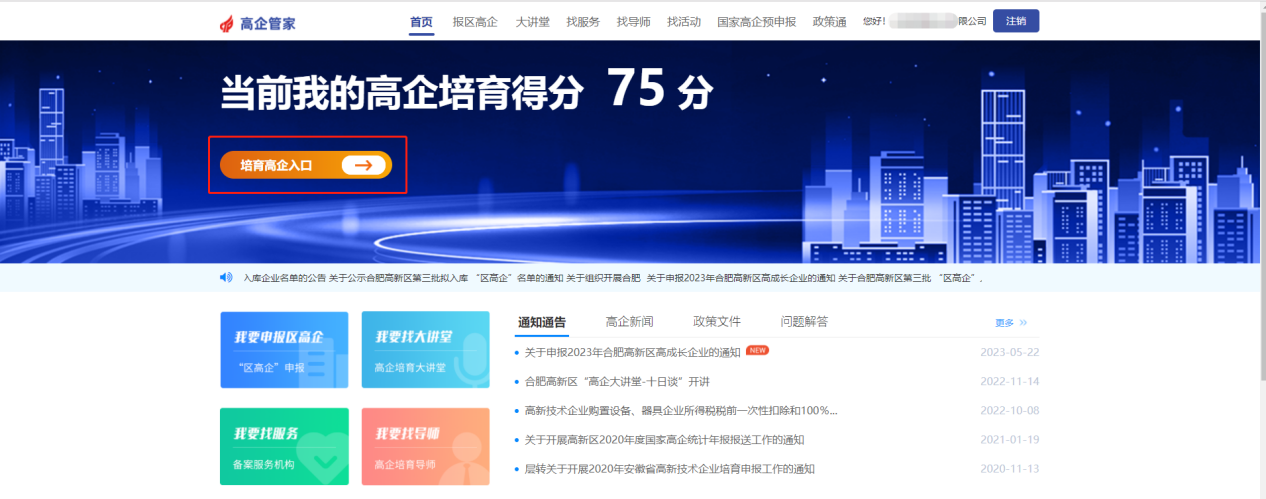 高企管家
首页 报区高企 大讲堂 找服务 找导师 找活动 国家高企预申报 政策通 您好! 限公司 注销
当前我的高企培育得分 75 分
培育高企入口
入库企业名单的公告 关于公示合肥高新区第三批拟入库 “区高企” 名单的通知 关于组织开展合肥 关于申报2023年合肥高新区高成长企业的通知 关于合肥高新区第三批 “区高企”.
我要申报区高企
“区高企” 申报
我要找大讲堂
高企培育大讲堂
我要找服务
备案服务机构
我要找导师
高企培育导师
通知通告 高企新闻 政策文件 问题解答 更多 »
关于申报2023年合肥高新区高成长企业的通知 NEW 2023-05-22
合肥高新区 “高企大讲堂-十日谈” 开讲 2022-11-14
高新技术企业购置设备、器具企业所得税税前一次性扣除和100%... 2022-10-08
关于开展高新区2020年度国家高企统计年报报送工作的通知 2021-01-19
层转关于开展2020年安徽省高新技术企业培育申报工作的通知 2020-11-13